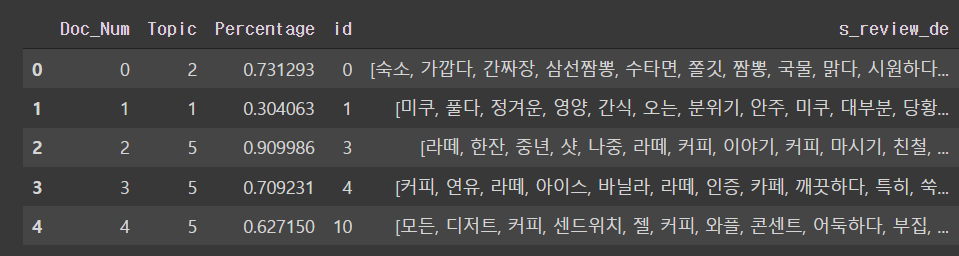 Doc_Num Topic Percentage id s_review_de
0 0 2 0.731293 0 [숙소, 가깝다, 간짜장, 삼선짬뽕, 수타면, 쫄깃, 짬뽕, 국물, 맑다, 시원하다...
1 1 1 0.304063 1 [미쿠, 풀다, 정겨운, 영양, 간식, 오는, 분위기, 안주, 미쿠, 대부분, 당황...
2 2 5 0.909986 3 [라떼, 한잔, 중년, 샷, 나중, 라떼, 커피, 이야기, 커피, 마시기, 친철, ...
3 3 5 0.709231 4 [커피, 연유, 라떼, 아이스, 바닐라, 라떼, 인증, 카페, 깨끗하다, 특히, 쑥...
4 4 5 0.627150 10 [모든, 디저트, 커피, 센드위치, 젤, 커피, 와플, 콘센트, 어둑하다, 부집, ...